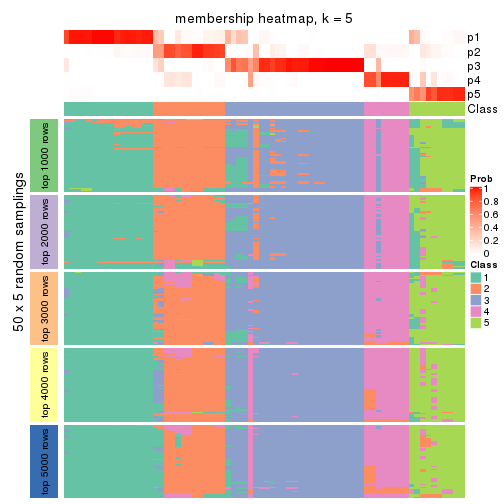 membership heatmap, k = 5
p1
p2
p3
p4
p5
Class
50 x 5 random samplings
top 1000 rows
top 2000 rows
top 3000 rows
top 4000 rows
top 5000 rows
Prob
1
0.8
0.6
0.4
0.2
0
Class
1
2
3
4
5